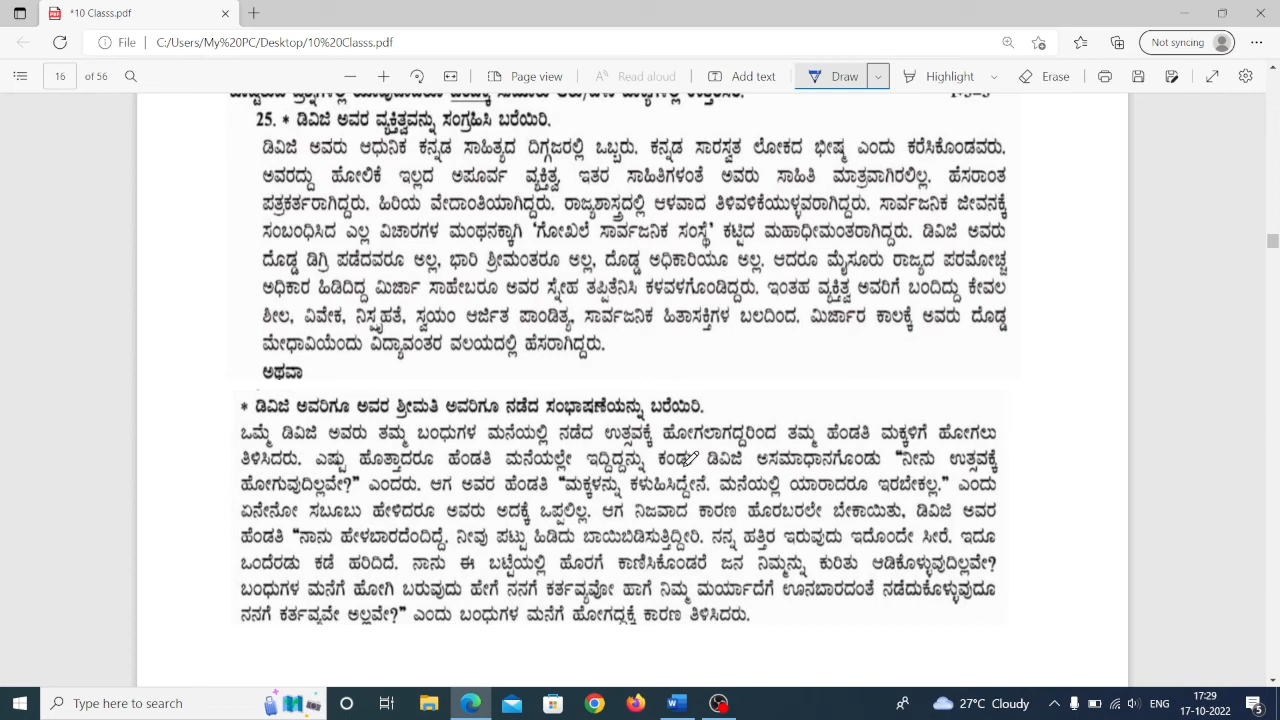 *10 Classs.pdf
File C:/Users/My%20PC/Desktop/10%20Classs.pdf Not syncing
16 of 56 Page view Read aloud Add text Draw Highlight Erase
25. * ಡಿವಿಜಿ ಅವರ ವ್ಯಕ್ತಿತ್ವವನ್ನು ಸಂಗ್ರಹಿಸಿ ಬರೆಯಿರಿ.
ಡಿವಿಜಿ ಅವರು ಆಧುನಿಕ ಕನ್ನಡ ಸಾಹಿತ್ಯದ ದಿಗ್ಗಜರಲ್ಲಿ ಒಬ್ಬರು. ಕನ್ನಡ ಸಾರಸ್ವತ ಲೋಕದ ಭೀಷ್ಮ ಎಂದು ಕರೆಸಿಕೊಂಡವರು.
ಅವರದ್ದು ಹೋಲಿಕೆ ಇಲ್ಲದ ಅಪೂರ್ವ ವ್ಯಕ್ತಿತ್ವ. ಇತರ ಸಾಹಿತಿಗಳಂತೆ ಅವರು ಸಾಹಿತಿ ಮಾತ್ರವಾಗಿರಲಿಲ್ಲ. ಹೆಸರಾಂತ
ಪತ್ರಕರ್ತರಾಗಿದ್ದರು. ಹಿರಿಯ ವೇದಾಂತಿಯಾಗಿದ್ದರು. ರಾಜ್ಯಶಾಸ್ತ್ರದಲ್ಲಿ ಆಳವಾದ ತಿಳಿವಳಿಕೆಯುಳ್ಳವರಾಗಿದ್ದರು. ಸಾರ್ವಜನಿಕ ಜೀವನಕ್ಕೆ
ಸಂಬಂಧಿಸಿದ ಎಲ್ಲ ವಿಚಾರಗಳ ಮಂಥನಕ್ಕಾಗಿ ‘ಗೋಖಲೆ ಸಾರ್ವಜನಿಕ ಸಂಸ್ಥೆ’ ಕಟ್ಟಿದ ಮಹಾಧೀಮಂತರಾಗಿದ್ದರು. ಡಿವಿಜಿ ಅವರು
ದೊಡ್ಡ ಡಿಗ್ರಿ ಪಡೆದವರೂ ಅಲ್ಲ, ಭಾರಿ ಶ್ರೀಮಂತರೂ ಅಲ್ಲ, ದೊಡ್ಡ ಅಧಿಕಾರಿಯೂ ಅಲ್ಲ. ಆದರೂ ಮೈಸೂರು ರಾಜ್ಯದ ಪರಮೋಚ್ಚ
ಅಧಿಕಾರ ಹಿಡಿದಿದ್ದ ಮಿರ್ಜಾ ಸಾಹೇಬರೂ ಅವರ ಸ್ನೇಹ ತಪ್ಪಿತೆನಿಸಿ ಕಳವಳಗೊಂಡಿದ್ದರು. ಇಂತಹ ವ್ಯಕ್ತಿತ್ವ ಅವರಿಗೆ ಬಂದಿದ್ದು ಕೇವಲ
ಶೀಲ, ವಿವೇಕ, ನಿಸ್ಪೃಹತೆ, ಸ್ವಯಂ ಆರ್ಜಿತ ಪಾಂಡಿತ್ಯ, ಸಾರ್ವಜನಿಕ ಹಿತಾಸಕ್ತಿಗಳ ಬಲದಿಂದ. ಮಿರ್ಜಾರ ಕಾಲಕ್ಕೆ ಅವರು ದೊಡ್ಡ
ಮೇಧಾವಿಯೆಂದು ವಿದ್ಯಾವಂತರ ವಲಯದಲ್ಲಿ ಹೆಸರಾಗಿದ್ದರು.
ಅಥವಾ
* ಡಿವಿಜಿ ಅವರಿಗೂ ಅವರ ಶ್ರೀಮತಿ ಅವರಿಗೂ ನಡೆದ ಸಂಭಾಷಣೆಯನ್ನು ಬರೆಯಿರಿ.
ಒಮ್ಮೆ ಡಿವಿಜಿ ಅವರು ತಮ್ಮ ಬಂಧುಗಳ ಮನೆಯಲ್ಲಿ ನಡೆದ ಉತ್ಸವಕ್ಕೆ ಹೋಗಲಾಗದ್ದರಿಂದ ತಮ್ಮ ಹೆಂಡತಿ ಮಕ್ಕಳಿಗೆ ಹೋಗಲು
ತಿಳಿಸಿದರು. ಎಷ್ಟು ಹೊತ್ತಾದರೂ ಹೆಂಡತಿ ಮನೆಯಲ್ಲೇ ಇದ್ದಿದ್ದನ್ನು ಕಂಡು ಡಿವಿಜಿ ಅಸಮಾಧಾನಗೊಂಡು “ನೀನು ಉತ್ಸವಕ್ಕೆ
ಹೋಗುವುದಿಲ್ಲವೇ?” ಎಂದರು. ಆಗ ಅವರ ಹೆಂಡತಿ “ಮಕ್ಕಳನ್ನು ಕಳುಹಿಸಿದ್ದೇನೆ. ಮನೆಯಲ್ಲಿ ಯಾರಾದರೂ ಇರಬೇಕಲ್ಲ.” ಎಂದು
ಏನೇನೋ ಸಬೂಬು ಹೇಳಿದರೂ ಅವರು ಅದಕ್ಕೆ ಒಪ್ಪಲಿಲ್ಲ. ಆಗ ನಿಜವಾದ ಕಾರಣ ಹೊರಬರಲೇ ಬೇಕಾಯಿತು, ಡಿವಿಜಿ ಅವರ
ಹೆಂಡತಿ “ನಾನು ಹೇಳಬಾರದೆಂದಿದ್ದೆ. ನೀವು ಪಟ್ಟು ಹಿಡಿದು ಬಾಯಿಬಿಡಿಸುತ್ತಿದ್ದೀರಿ. ನನ್ನ ಹತ್ತಿರ ಇರುವುದು ಇದೊಂದೇ ಸೀರೆ. ಇದೂ
ಒಂದೆರಡು ಕಡೆ ಹರಿದಿದೆ. ನಾನು ಈ ಬಟ್ಟೆಯಲ್ಲಿ ಹೊರಗೆ ಕಾಣಿಸಿಕೊಂಡರೆ ಜನ ನಿಮ್ಮನ್ನು ಕುರಿತು ಆಡಿಕೊಳ್ಳುವುದಿಲ್ಲವೇ?
ಬಂಧುಗಳ ಮನೆಗೆ ಹೋಗಿ ಬರುವುದು ಹೇಗೆ ನನಗೆ ಕರ್ತವ್ಯವೋ ಹಾಗೆ ನಿಮ್ಮ ಮರ್ಯಾದೆಗೆ ಊನಬಾರದಂತೆ ನಡೆದುಕೊಳ್ಳುವುದೂ
ನನಗೆ ಕರ್ತವ್ಯವೇ ಅಲ್ಲವೇ?” ಎಂದು ಬಂಧುಗಳ ಮನೆಗೆ ಹೋಗದ್ದಕ್ಕೆ ಕಾರಣ ತಿಳಿಸಿದರು.
Type here to search 27°C Cloudy ENG 17:29
17-10-2022 5